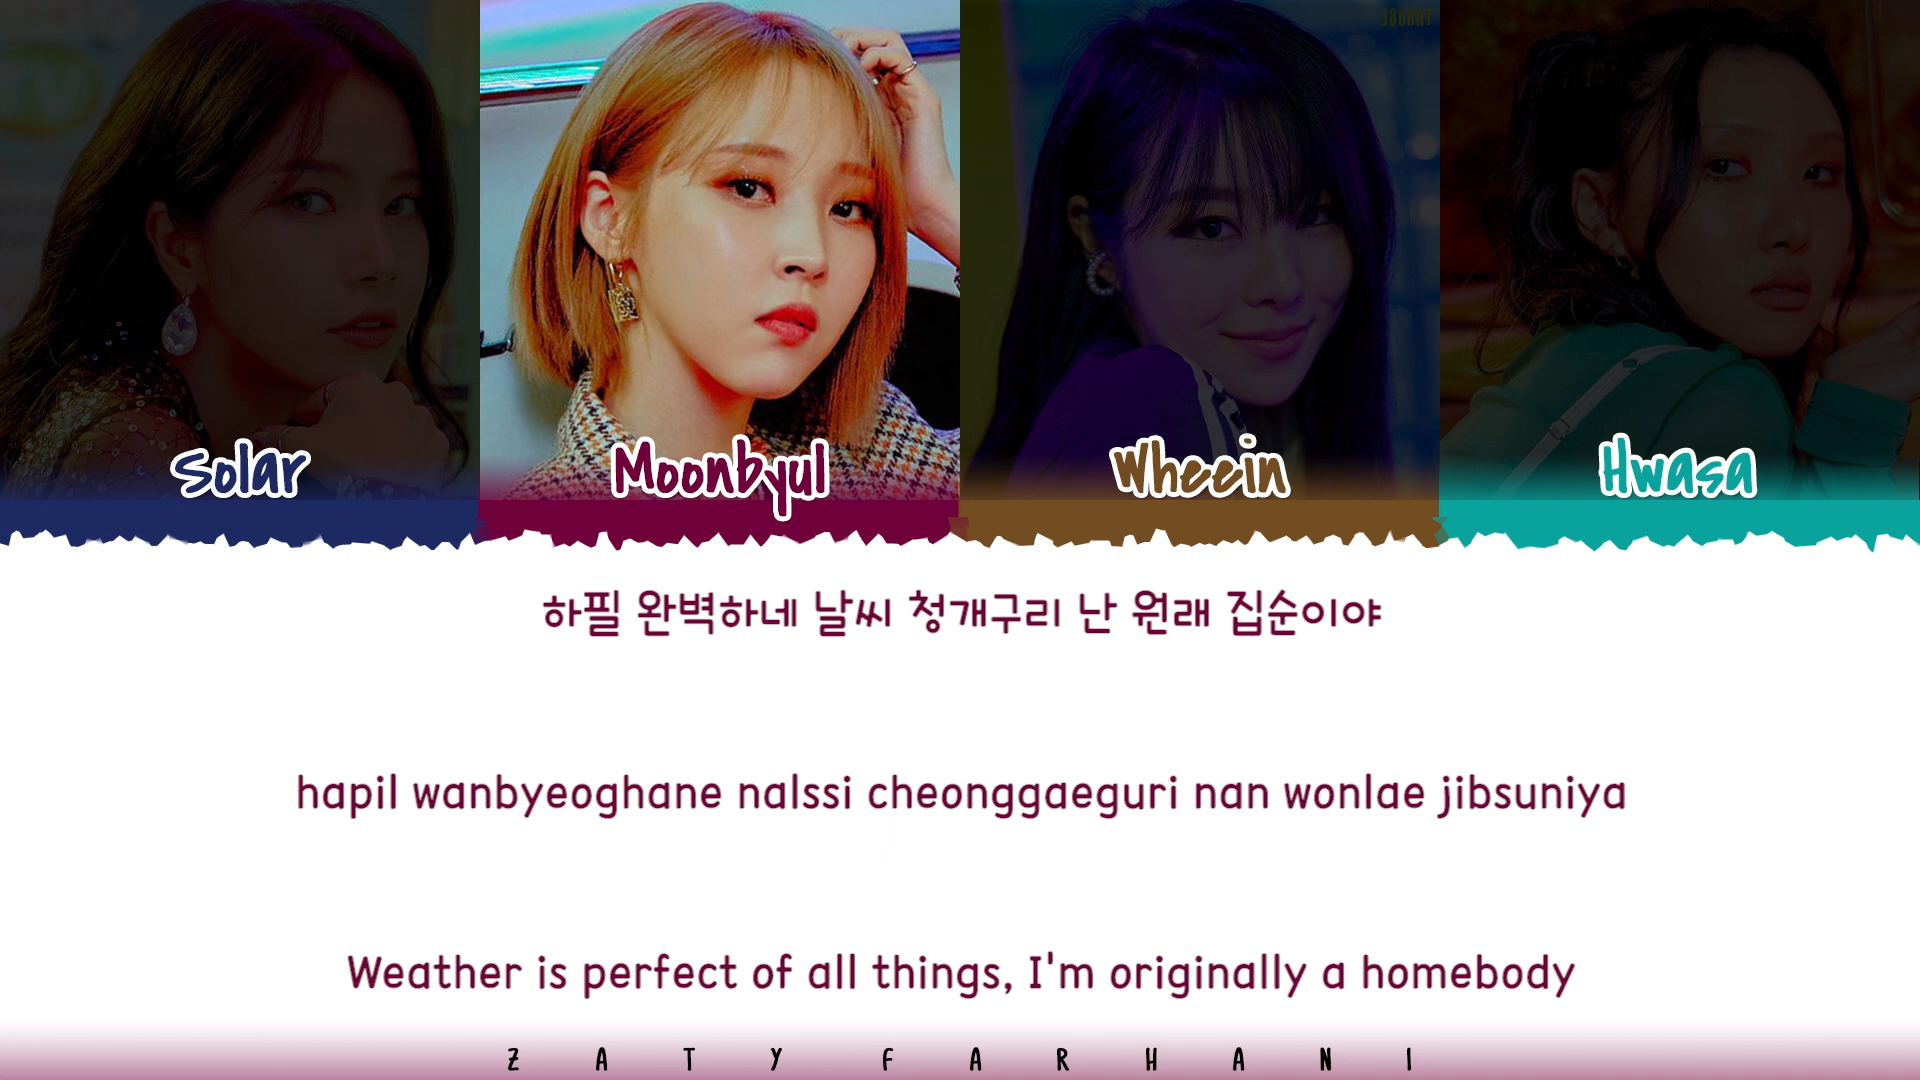 Solar Moonbyul Wheein Hwasa
하필 완벽하네 날씨 청개구리 난 원래 집순이야
hapil wanbyeoghane nalssi cheonggaeguri nan wonlae jibsuniya
Weather is perfect of all things, I'm originally a homebody
ZATY FARHANI